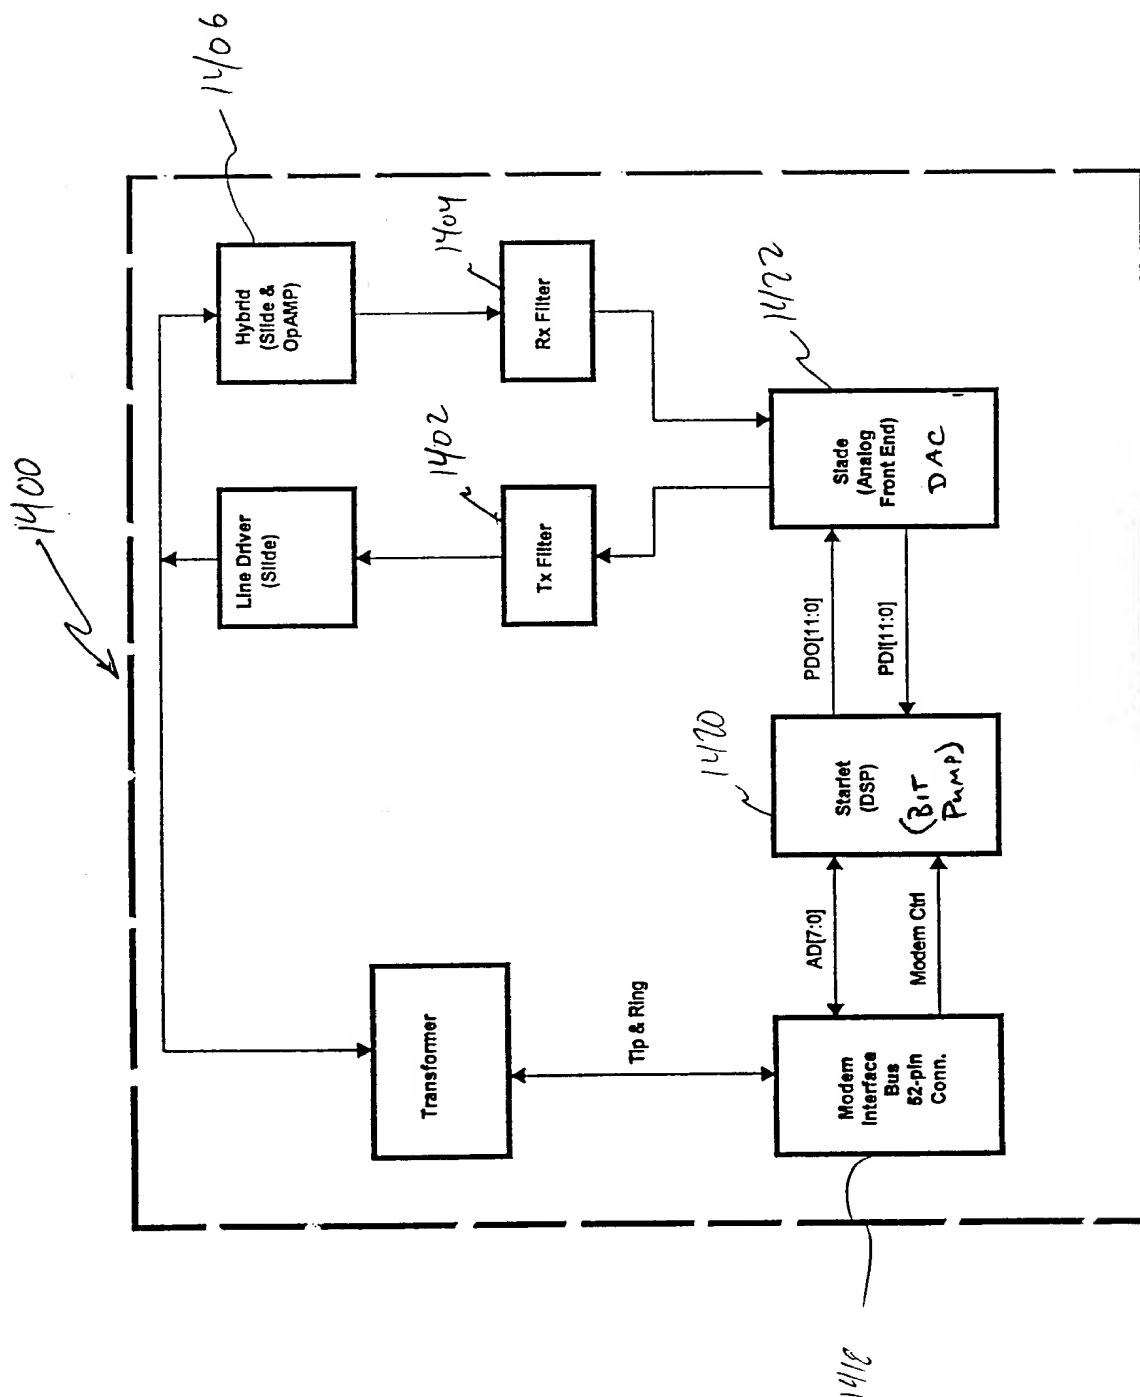 1400
1406
Line Driver
(Slide)
Hybrid
(Slide &
OpAMP)
Transformer
1402
1404
Tx Filter
Rx Filter
Tip & Ring
1420
1422
Modem
Interface
Bus
52-pin
Conn.
AD[7:0]
Modem Ctrl
Starlet
(DSP)
(BIT
PUMP)
PDO[11:0]
PDI[11:0]
Slade
(Analog
Front End)
DAC
1418